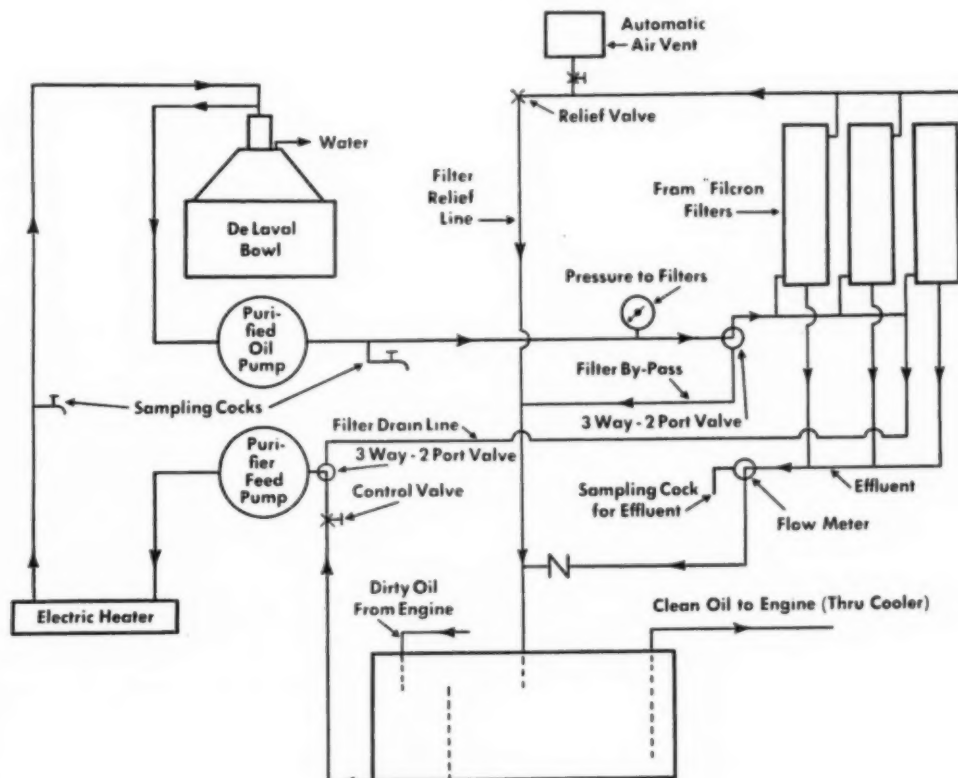 Automatic
Air Vent
Relief Valve
Water
De Laval
Bowl
Filter
Relief
Line
Fram "Filcron
Filters
Pressure to Filters
Puri-
fied
Oil
Pump
Filter By-Pass
Sampling Cocks
3 Way - 2 Port Valve
Filter Drain Line
3 Way - 2 Port Valve
Puri-
fier
Feed
Pump
Control Valve
Sampling Cock
for Effluent
Effluent
Flow Meter
Dirty Oil
From Engine
Clean Oil to Engine (Thru Cooler)
Electric Heater